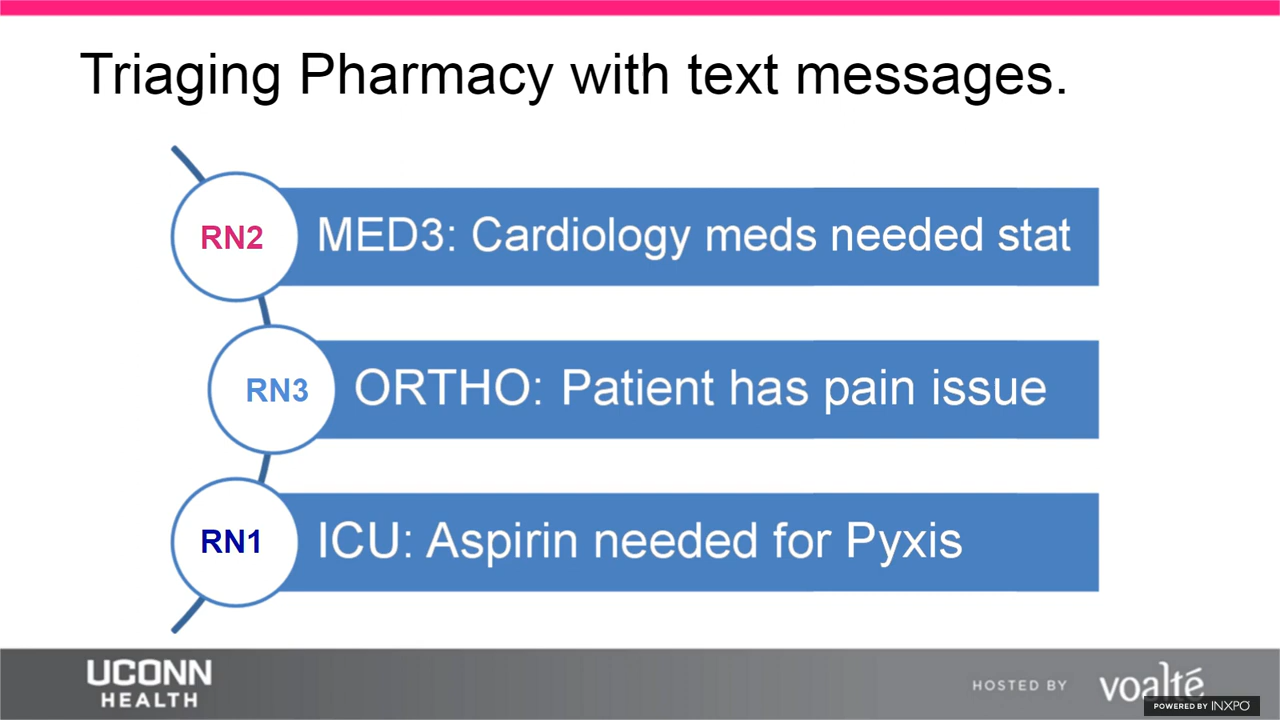 Triaging Pharmacy with text messages.
RN2
MED3: Cardiology meds needed stat
RN3
ORTHO: Patient has pain issue
RN1
ICU: Aspirin needed for Pyxis
UCONN
HEALTH
HOSTED BY
voalté
POWERED BY INXPO